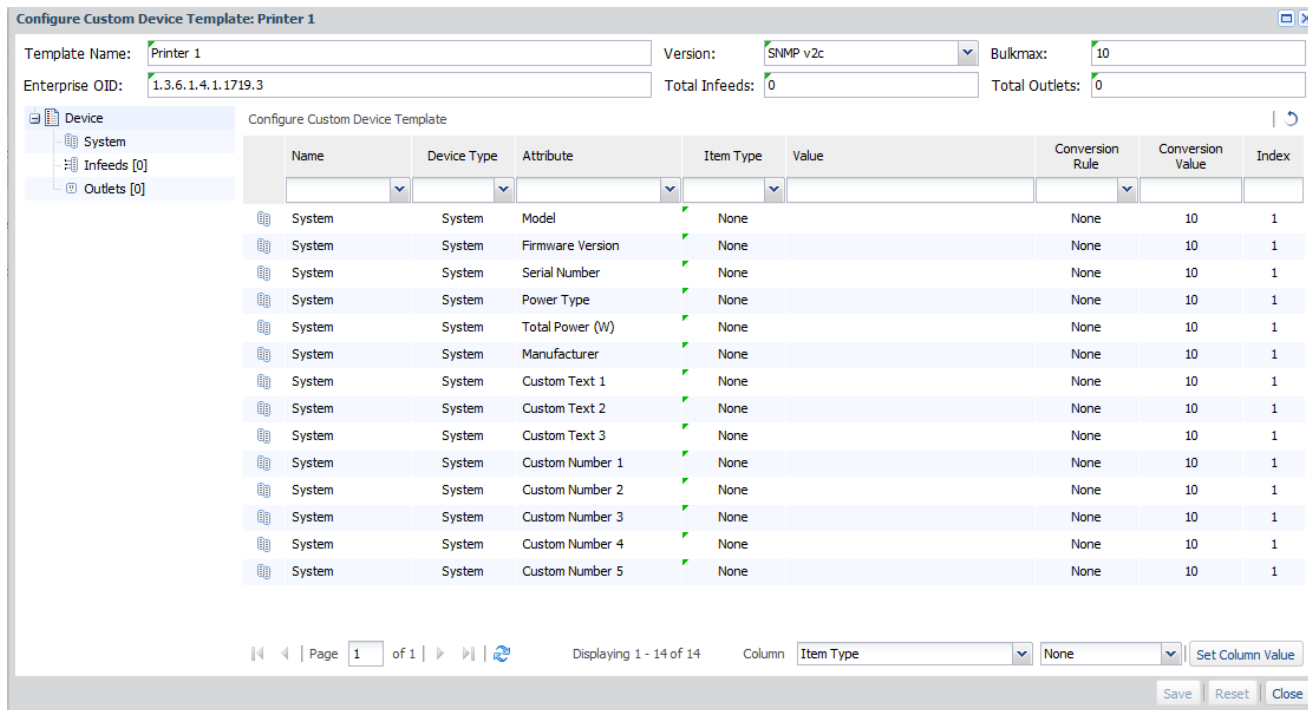 Configure Custom Device Template: Printer 1
Template Name: Printer 1 Version: SNMP v2c Bulkmax: 10
Enterprise OID: 1.3.6.1.4.1.1719.3 Total Infeeds: 0 Total Outlets: 0
Device
System
Infeeds [0]
Outlets [0]
Configure Custom Device Template
Name Device Type Attribute Item Type Value Conversion Rule Conversion Value Index
System System Model None None 10 1
System System Firmware Version None None 10 1
System System Serial Number None None 10 1
System System Power Type None None 10 1
System System Total Power (W) None None 10 1
System System Manufacturer None None 10 1
System System Custom Text 1 None None 10 1
System System Custom Text 2 None None 10 1
System System Custom Text 3 None None 10 1
System System Custom Number 1 None None 10 1
System System Custom Number 2 None None 10 1
System System Custom Number 3 None None 10 1
System System Custom Number 4 None None 10 1
System System Custom Number 5 None None 10 1
Page 1 of 1 Displaying 1 - 14 of 14 Column Item Type None Set Column Value
Save Reset Close